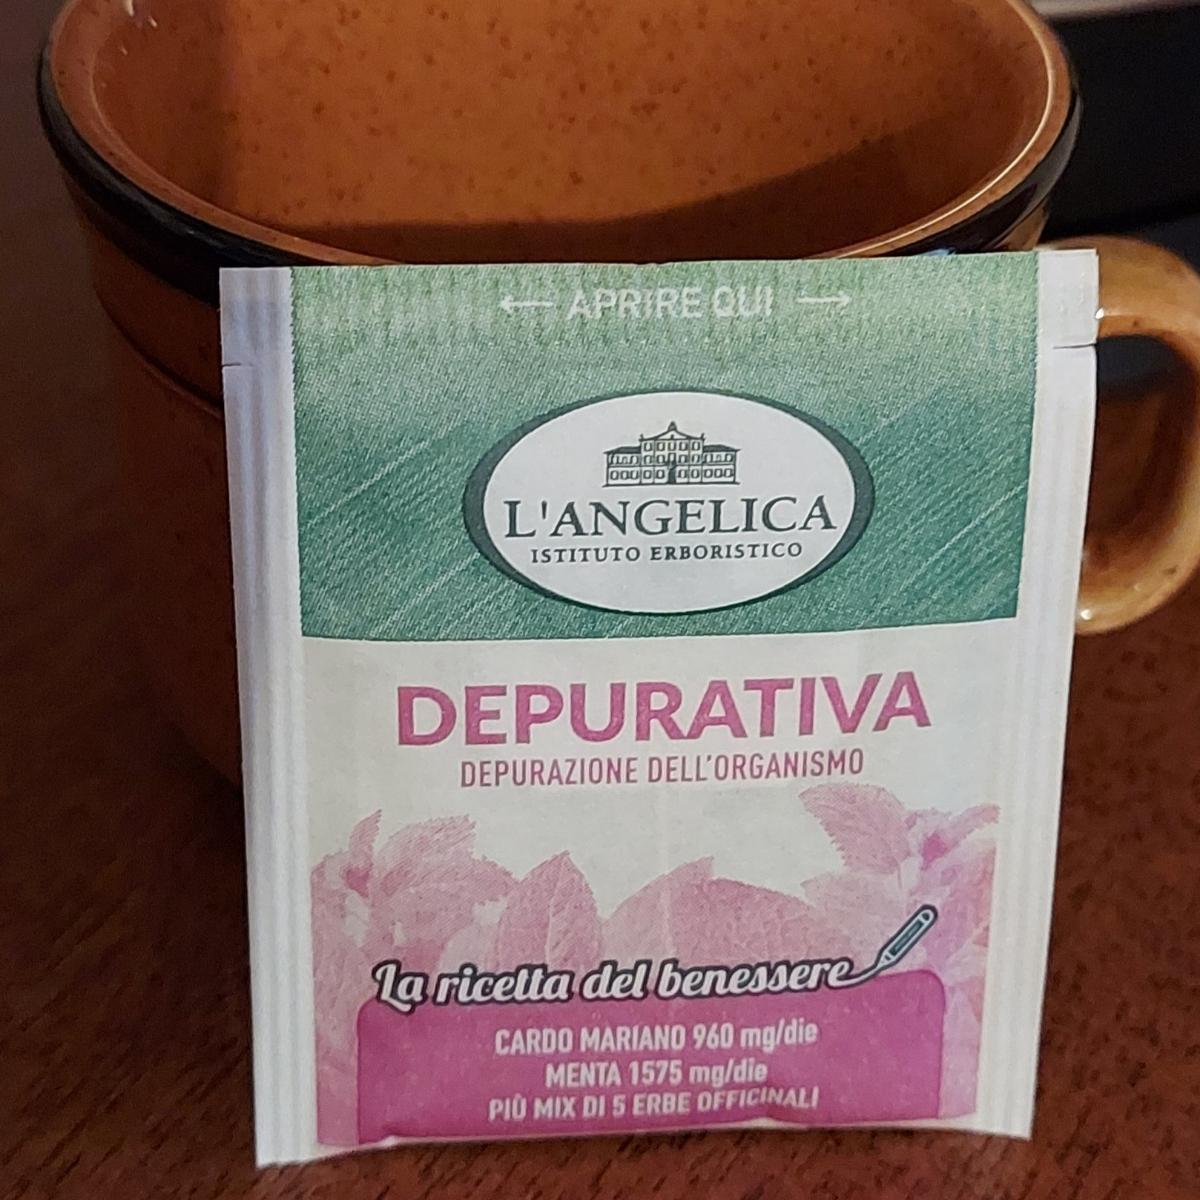 ← APRIRE QUI →
L'ANGELICA
ISTITUTO ERBORISTICO
DEPURATIVA
DEPURAZIONE DELL'ORGANISMO
La ricetta del benessere
CARDO MARIANO 960 mg/die
MENTA 1575 mg/die
PIÙ MIX DI 5 ERBE OFFICINALI